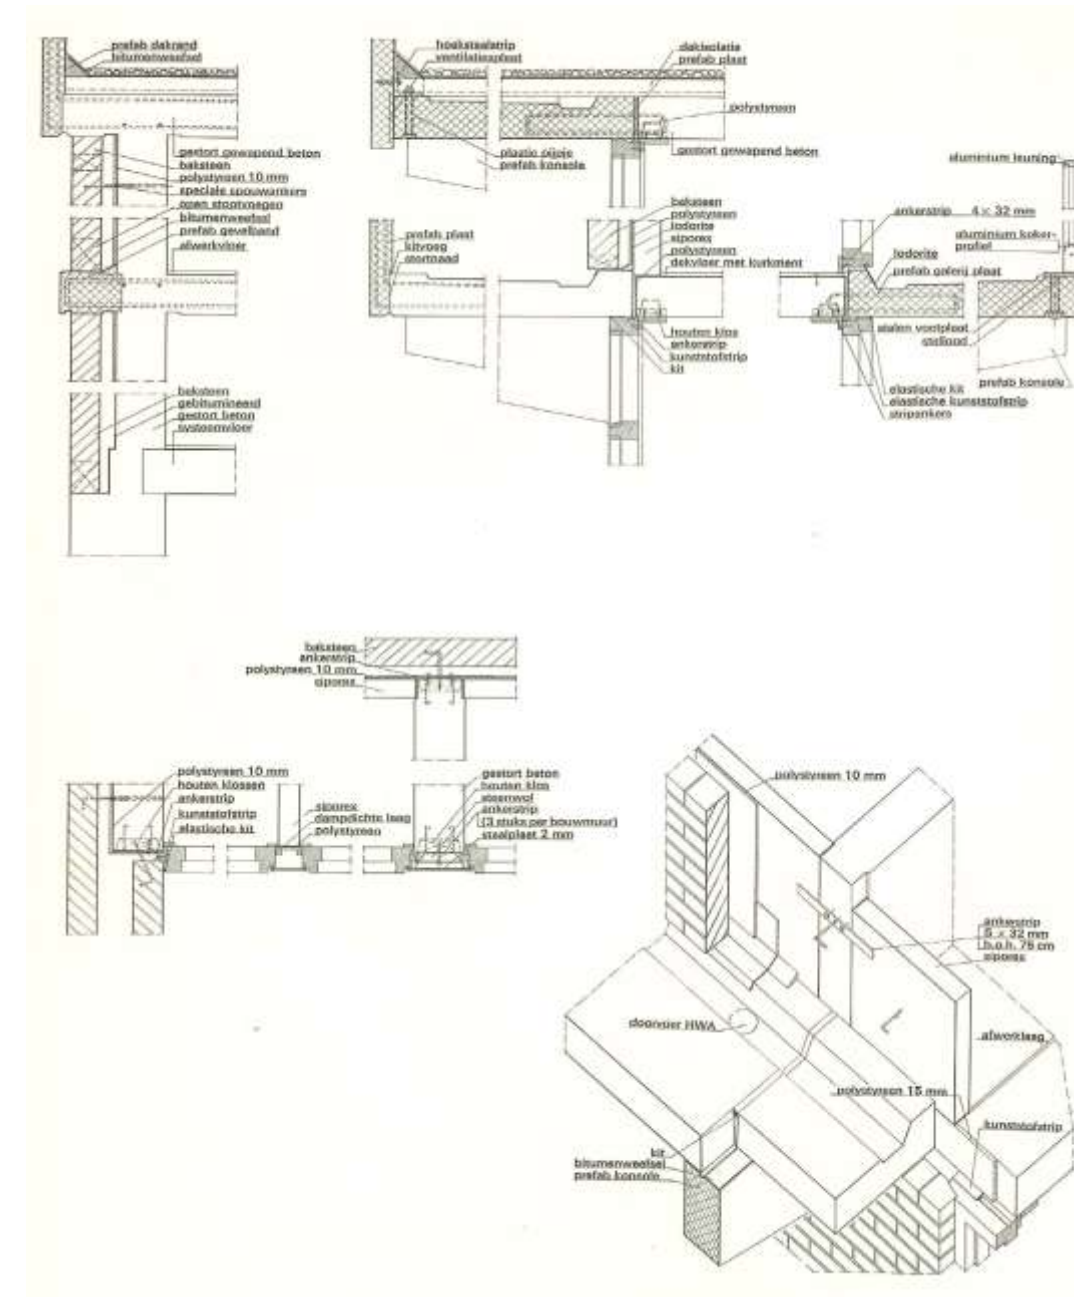 prefab dakrand
bitumenweefsel
gestort gewapend beton
baksteen
polystyreen 10 mm
speciale spouwankers
open stootvoegen
bitumenweefsel
prefab gevelband
afwerkvloer
baksteen
gebitumineerd
gestort beton
systeemvloer
hoekstaalstrip
ventilatieplaat
dakisolatie
prefab plaat
polystyreen
gestort gewapend beton
plastic pijpje
prefab konsole
prefab plaat
kitvoeg
stortnaad
baksteen
polystyreen
siporex
polystyreen
dekvloer met kurkment
houten klos
ankerstrip
kunststofstrip
kit
aluminium leuning
ankerstrip 4 × 32 mm
aluminium koker-
profiel
prefab galerij plaat
stalen voetplaat
prefab konsole
elastische kit
elastische kunststofstrip
stripankers
baksteen
ankerstrip
polystyreen 10 mm
siporex
polystyreen 10 mm
houten klossen
ankerstrip
kunststofstrip
elastische kit
siporex
dampdichte laag
polystyreen
gestort beton
houten klos
steenwol
ankerstrip
(3 stuks per bouwmuur)
staalplaat 2 mm
polystyreen 10 mm
ankerstrip
5 × 32 mm
h.o.h. 75 cm
siporex
doorvoer HWA
afwerklaag
polystyreen 15 mm
kunststofstrip
kit
bitumenweefsel
prefab konsole